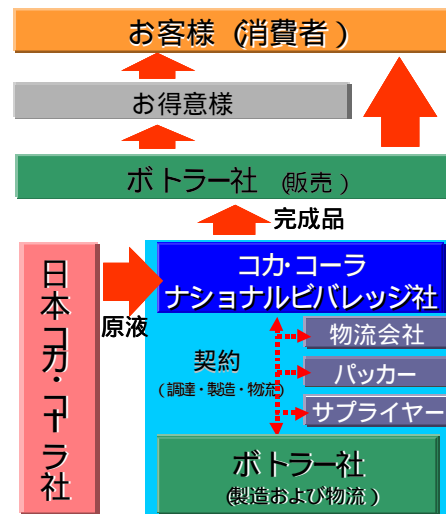 お客様（消費者）
お得意様
ボトラー社（販売）
完成品
日本コカ・コーラ社
原液
コカ・コーラ
ナショナルビバレッジ社
契約
（調達・製造・物流）
物流会社
パッカー
サプライヤー
ボトラー社
（製造および物流）